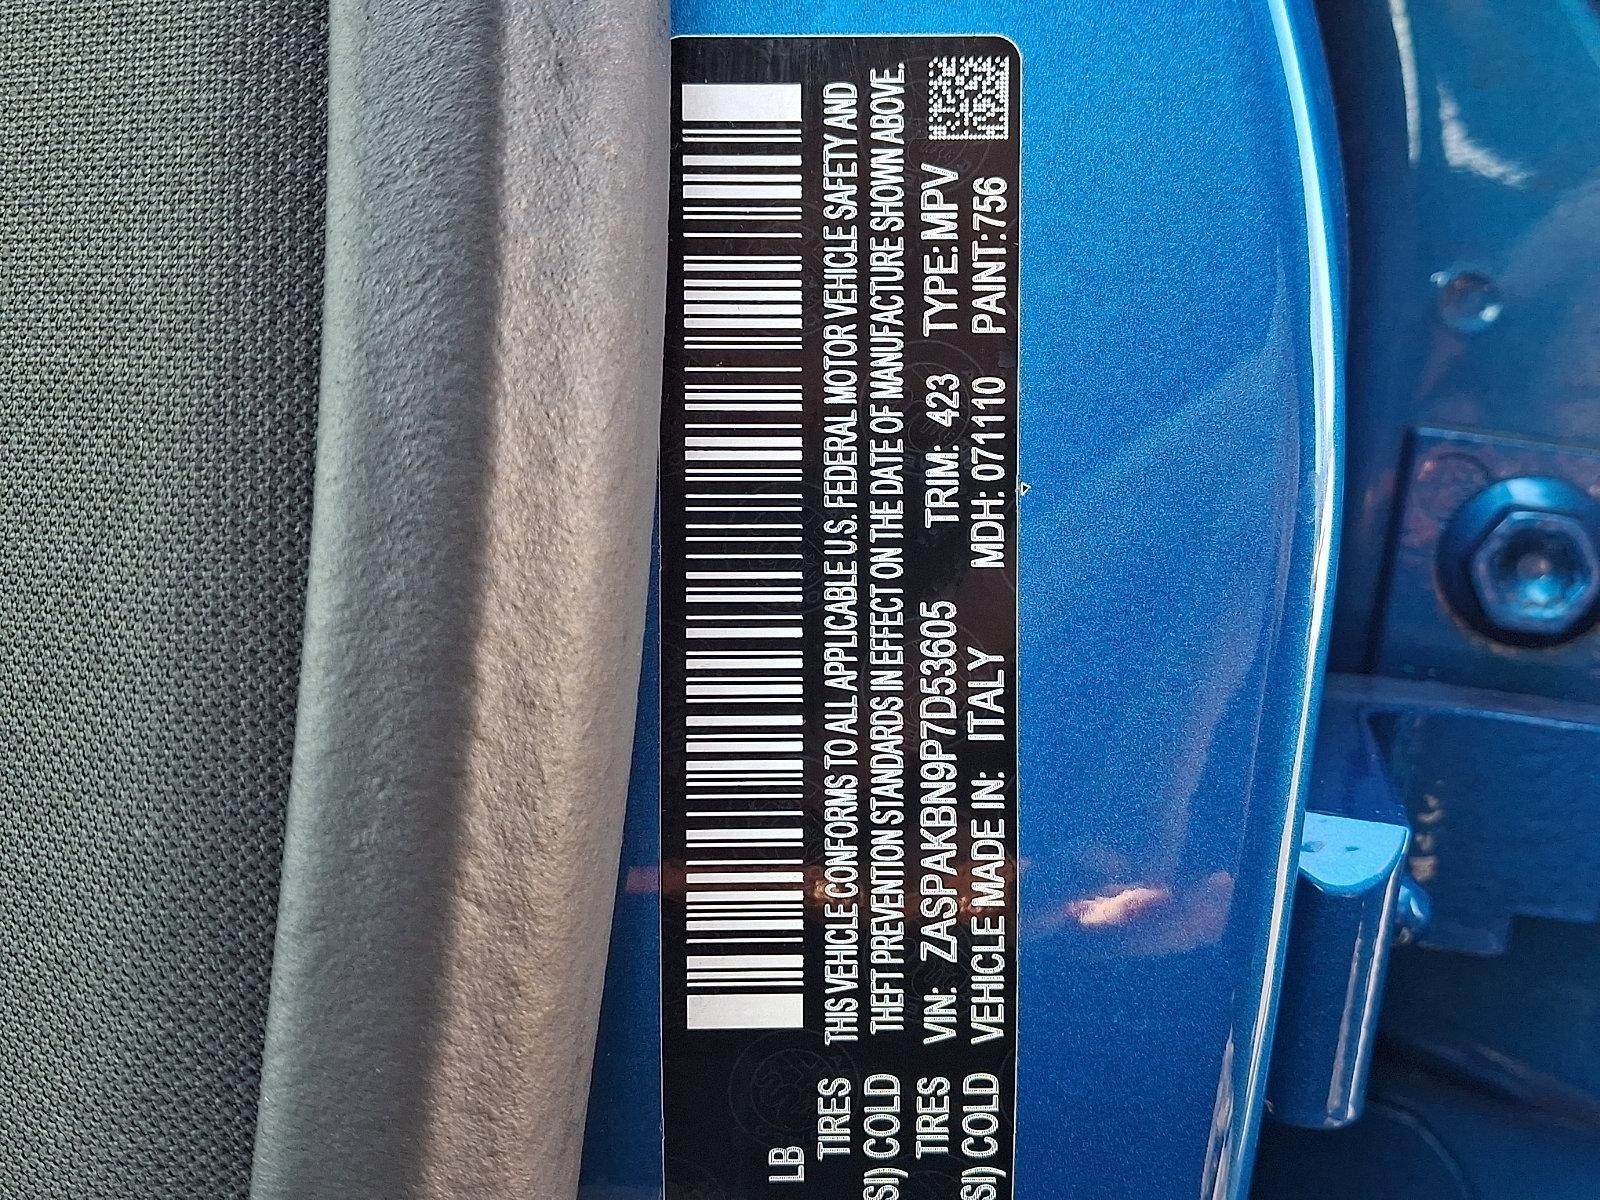 LB
TIRES
SI) COLD
TIRES
SI) COLD
THIS VEHICLE CONFORMS TO ALL APPLICABLE U.S. FEDERAL MOTOR VEHICLE SAFETY AND
THEFT PREVENTION STANDARDS IN EFFECT ON THE DATE OF MANUFACTURE SHOWN ABOVE.
VIN: ZASPAKBN9P7D53605 TRIM: 423 TYPE: MPV
VEHICLE MADE IN: ITALY MDH: 071110 PAINT: 756